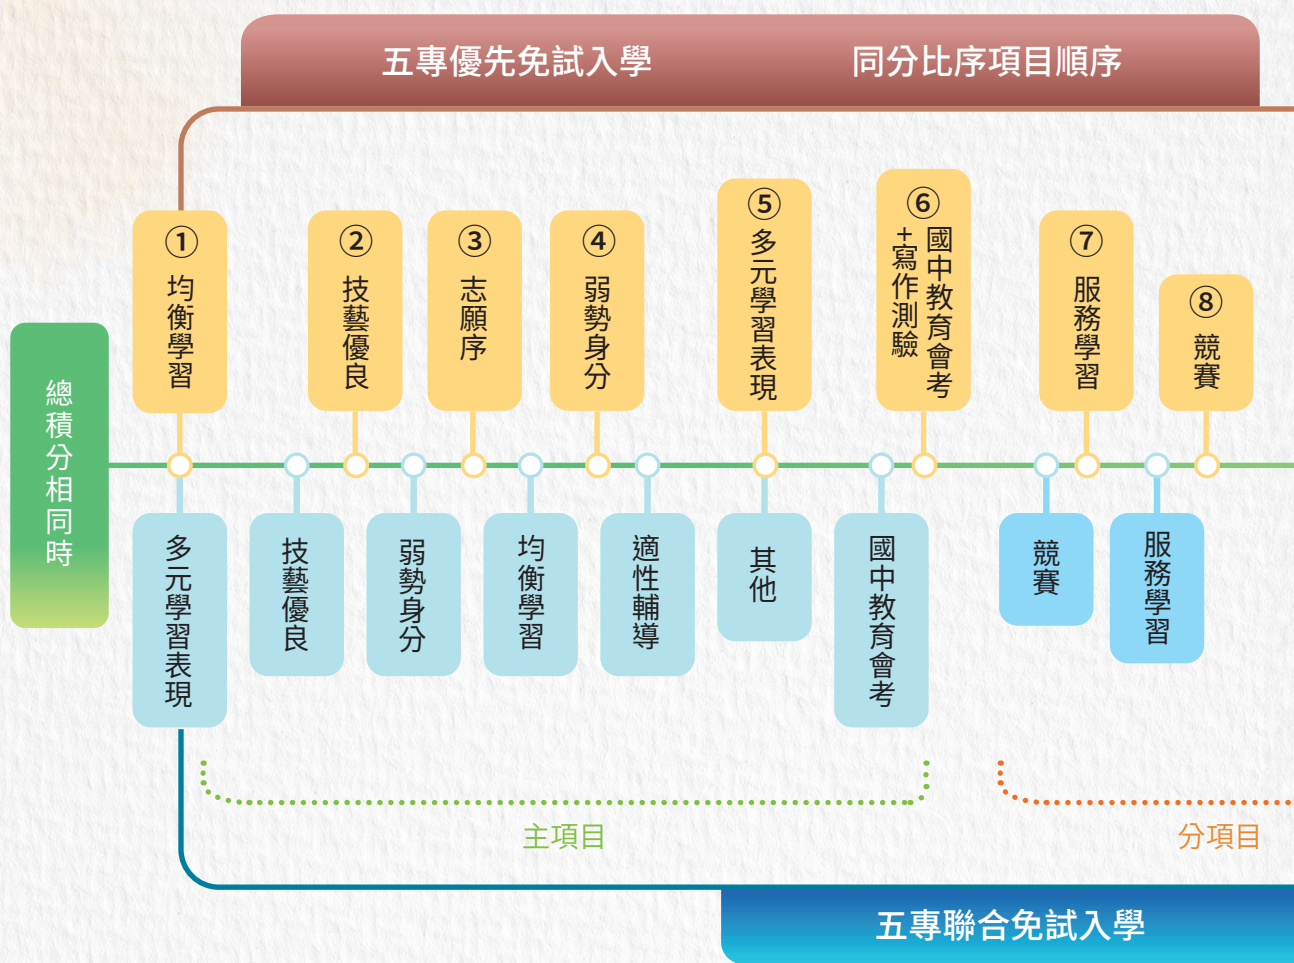 五專優先免試入學 同分比序項目順序
① 均衡學習
② 技藝優良
③ 志願序
④ 弱勢身分
⑤ 多元學習表現
⑥ 國中教育會考
+寫作測驗
⑦ 服務學習
⑧ 競賽
總積分相同時
多元學習表現
技藝優良
弱勢身分
均衡學習
適性輔導
其他
國中教育會考
競賽
服務學習
主項目
分項目
五專聯合免試入學